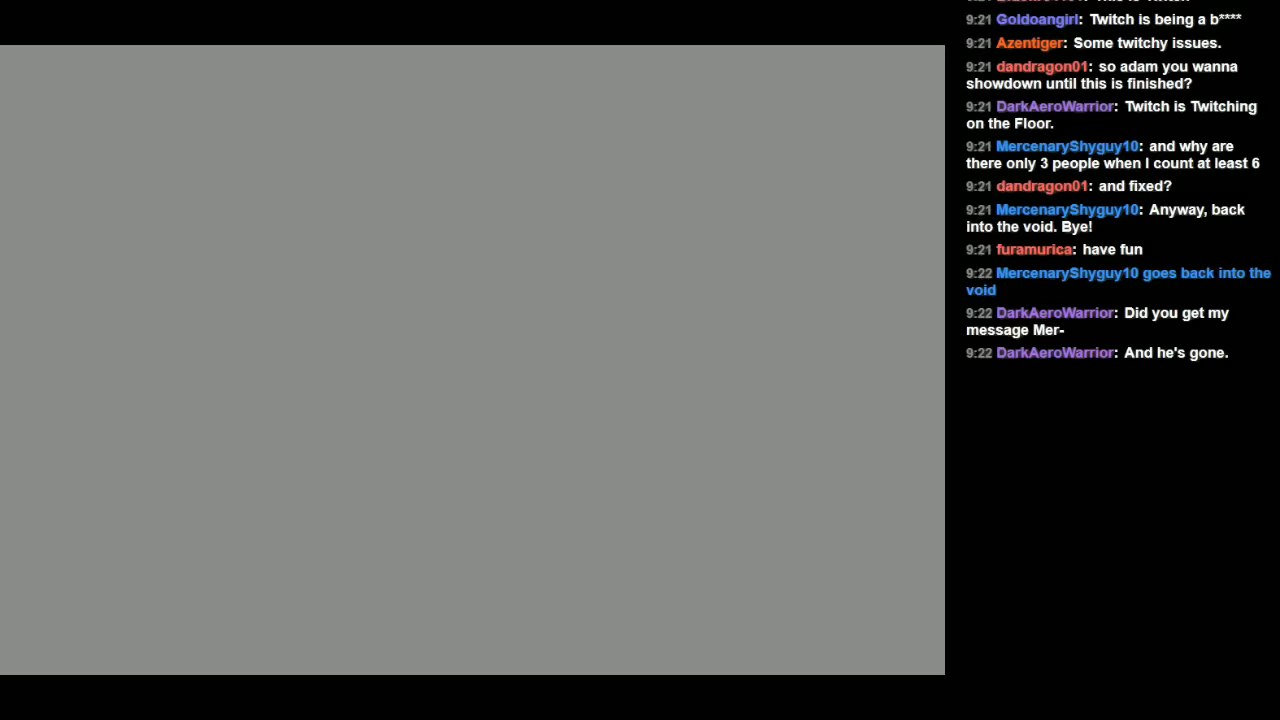 9:21 Goldoangirl: Twitch is being a b****
9:21 Azentiger: Some twitchy issues.
9:21 dandragon01: so adam you wanna
showdown until this is finished?
9:21 DarkAeroWarrior: Twitch is Twitching
on the Floor.
9:21 MercenaryShyguy10: and why are
there only 3 people when I count at least 6
9:21 dandragon01: and fixed?
9:21 MercenaryShyguy10: Anyway, back
into the void. Bye!
9:21 furamurica: have fun
9:22 MercenaryShyguy10 goes back into the
void
9:22 DarkAeroWarrior: Did you get my
message Mer-
9:22 DarkAeroWarrior: And he's gone.